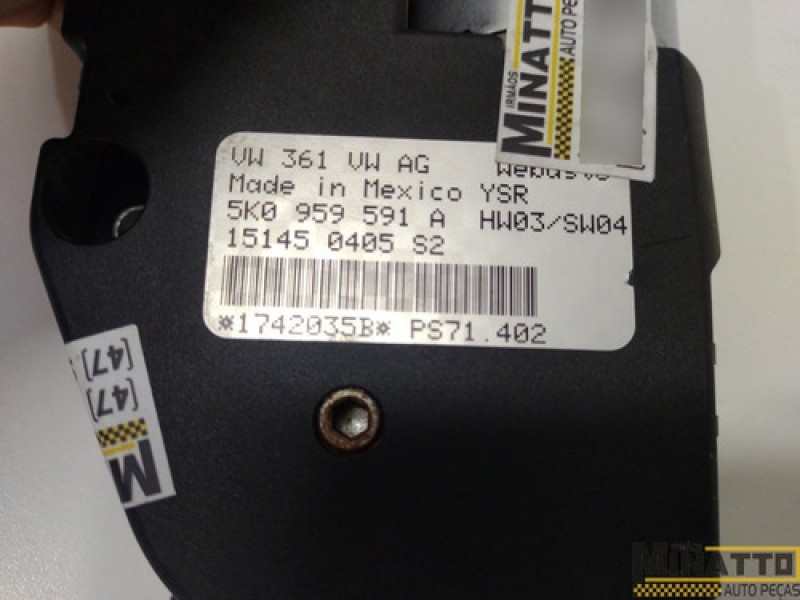 IRMÃOS
MINATTO
AUTO PEÇAS
VW 361 VW AG Webasto
Made in Mexico YSR
5K0 959 591 A HW03/SW04
15145 0405 S2
*1742035B* PS71.402
(47)
(47)
M
MINATTO
AUTO PEÇAS